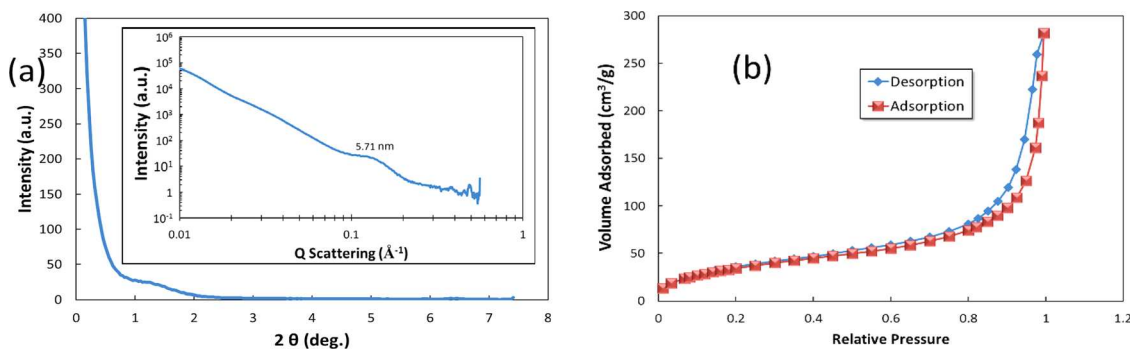 (a)
Intensity (a.u.)
400
350
300
250
200
150
100
50
0
0 1 2 3 4 5 6 7 8
2 θ (deg.)
Intensity (a.u.)
10⁶
10⁵
10⁴
10³
10²
10¹
1
10⁻¹
5.71 nm
0.01 0.1 1
Q Scattering (Å⁻¹)
(b)
Volume Adsorbed (cm³/g)
300
250
200
150
100
50
0
Desorption
Adsorption
0 0.2 0.4 0.6 0.8 1 1.2
Relative Pressure